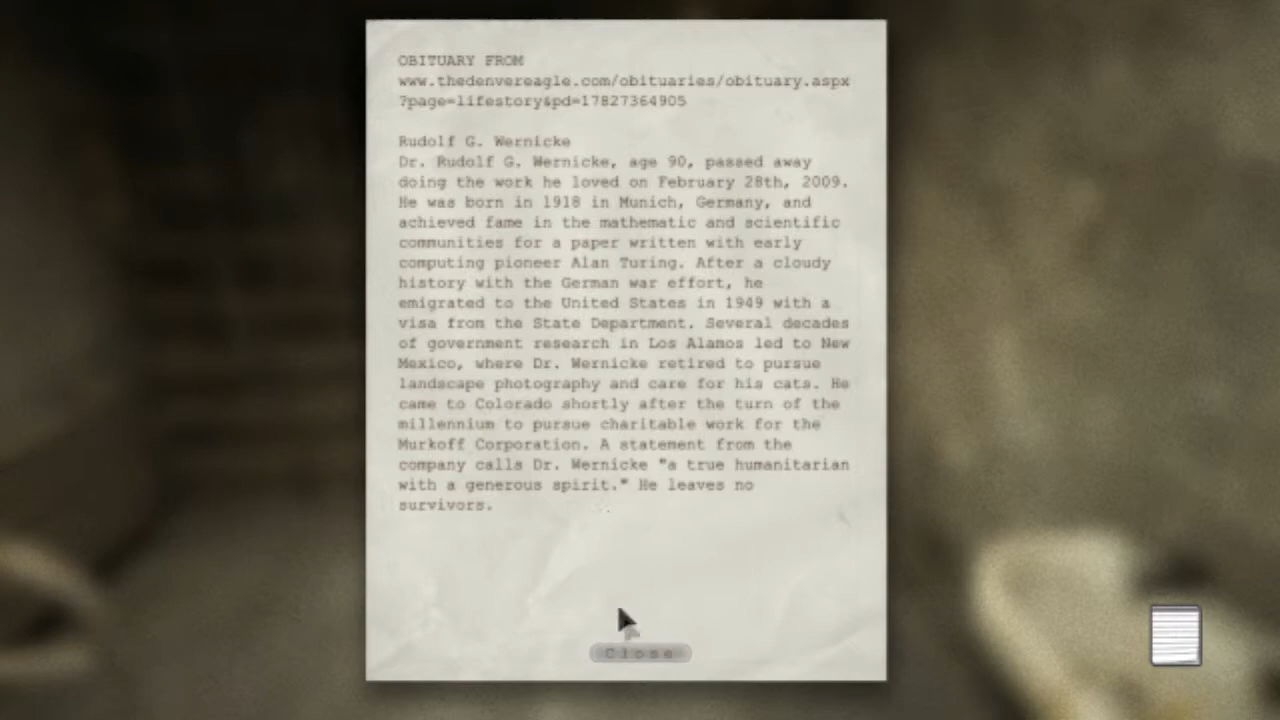 OBITUARY FROM
www.thedenvereagle.com/obituaries/obituary.aspx
?page=lifestory&pd=17827364905
Rudolf G. Wernicke
Dr. Rudolf G. Wernicke, age 90, passed away
doing the work he loved on February 28th, 2009.
He was born in 1918 in Munich, Germany, and
achieved fame in the mathematic and scientific
communities for a paper written with early
computing pioneer Alan Turing. After a cloudy
history with the German war effort, he
emigrated to the United States in 1949 with a
visa from the State Department. Several decades
of government research in Los Alamos led to New
Mexico, where Dr. Wernicke retired to pursue
landscape photography and care for his cats. He
came to Colorado shortly after the turn of the
millennium to pursue charitable work for the
Murkoff Corporation. A statement from the
company calls Dr. Wernicke "a true humanitarian
with a generous spirit." He leaves no
survivors.
Close